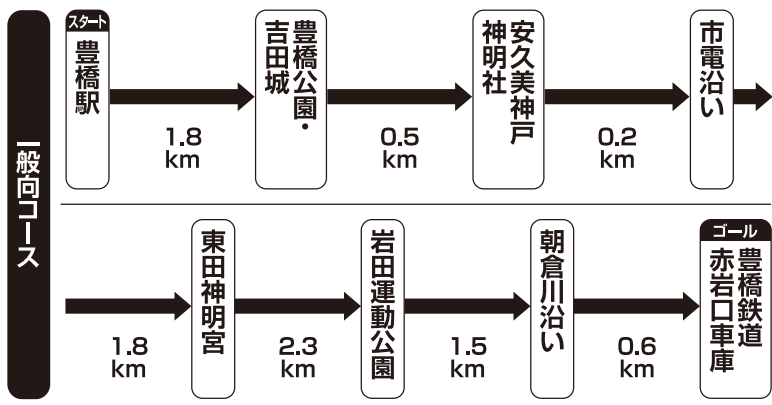 一般向コース
スタート
豊橋駅
1.8
km
豊橋公園・
吉田城
0.5
km
安久美神戸
神明社
0.2
km
市電沿い
1.8
km
東田神明宮
2.3
km
岩田運動公園
1.5
km
朝倉川沿い
0.6
km
ゴール
豊橋鉄道
赤岩口車庫